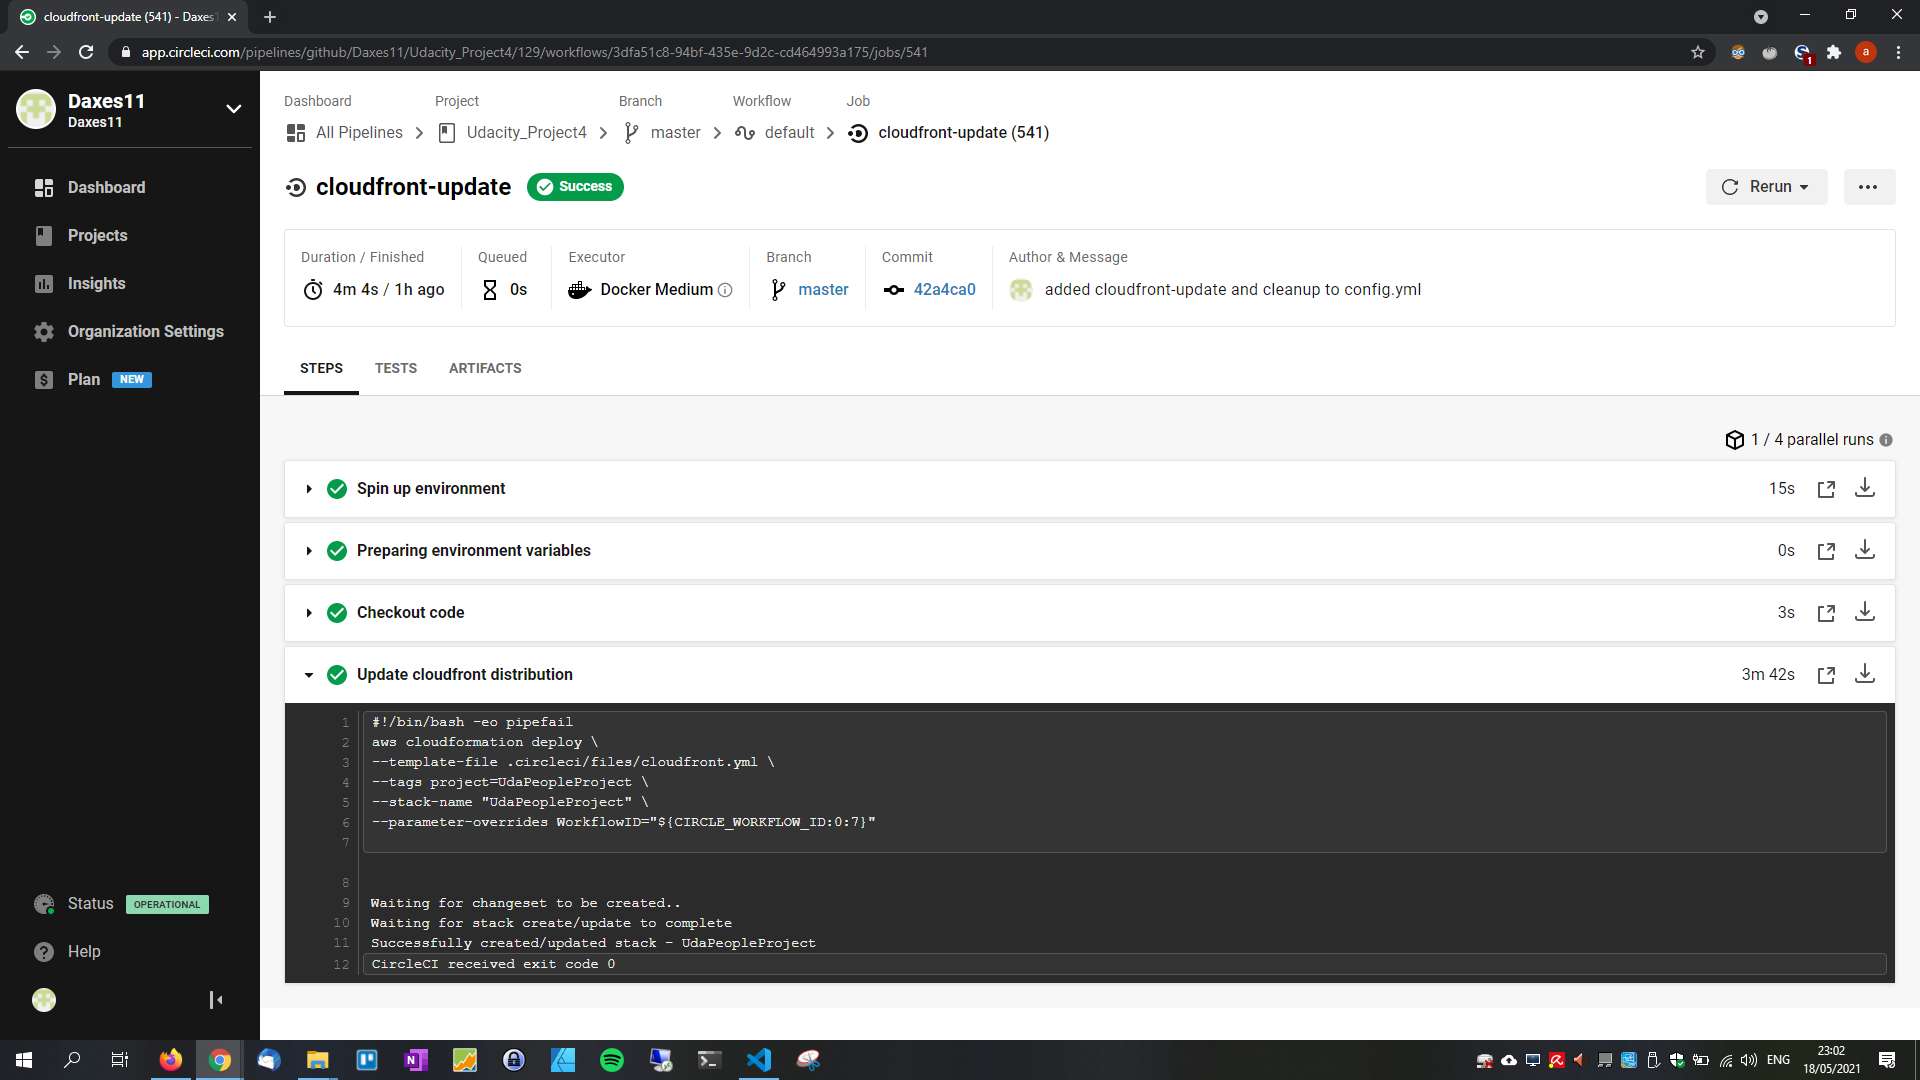 cloudfront-update (541) - Daxes1
app.circleci.com/pipelines/github/Daxes11/Udacity_Project4/129/workflows/3dfa51c8-94bf-435e-9d2c-cd464993a175/jobs/541
1
a
Daxes11
Daxes11
Dashboard
Projects
Insights
Organization Settings
Plan NEW
Status OPERATIONAL
Help
Dashboard Project Branch Workflow Job
All Pipelines Udacity_Project4 master default cloudfront-update (541)
cloudfront-update Success Rerun
Duration / Finished Queued Executor Branch Commit Author & Message
4m 4s / 1h ago 0s Docker Medium master 42a4ca0 added cloudfront-update and cleanup to config.yml
STEPS TESTS ARTIFACTS
1 / 4 parallel runs
Spin up environment 15s
Preparing environment variables 0s
Checkout code 3s
Update cloudfront distribution 3m 42s
1 #!/bin/bash -eo pipefail
2 aws cloudformation deploy \
3 --template-file .circleci/files/cloudfront.yml \
4 --tags project=UdaPeopleProject \
5 --stack-name "UdaPeopleProject" \
6 --parameter-overrides WorkflowID="${CIRCLE_WORKFLOW_ID:0:7}"
7
8
9 Waiting for changeset to be created..
10 Waiting for stack create/update to complete
11 Successfully created/updated stack - UdaPeopleProject
12 CircleCI received exit code 0
ENG 23:02
18/05/2021